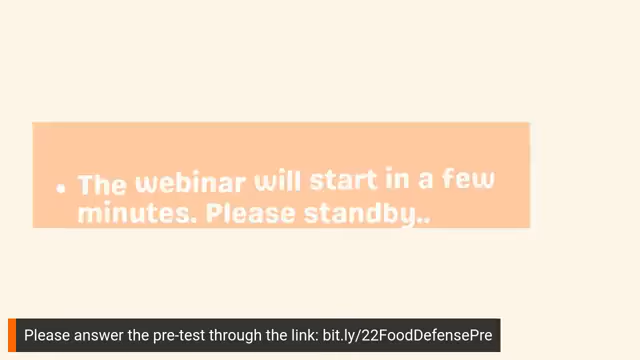 • The webinar will start in a few
minutes. Please standby..
Please answer the pre-test through the link: bit.ly/22FoodDefensePre